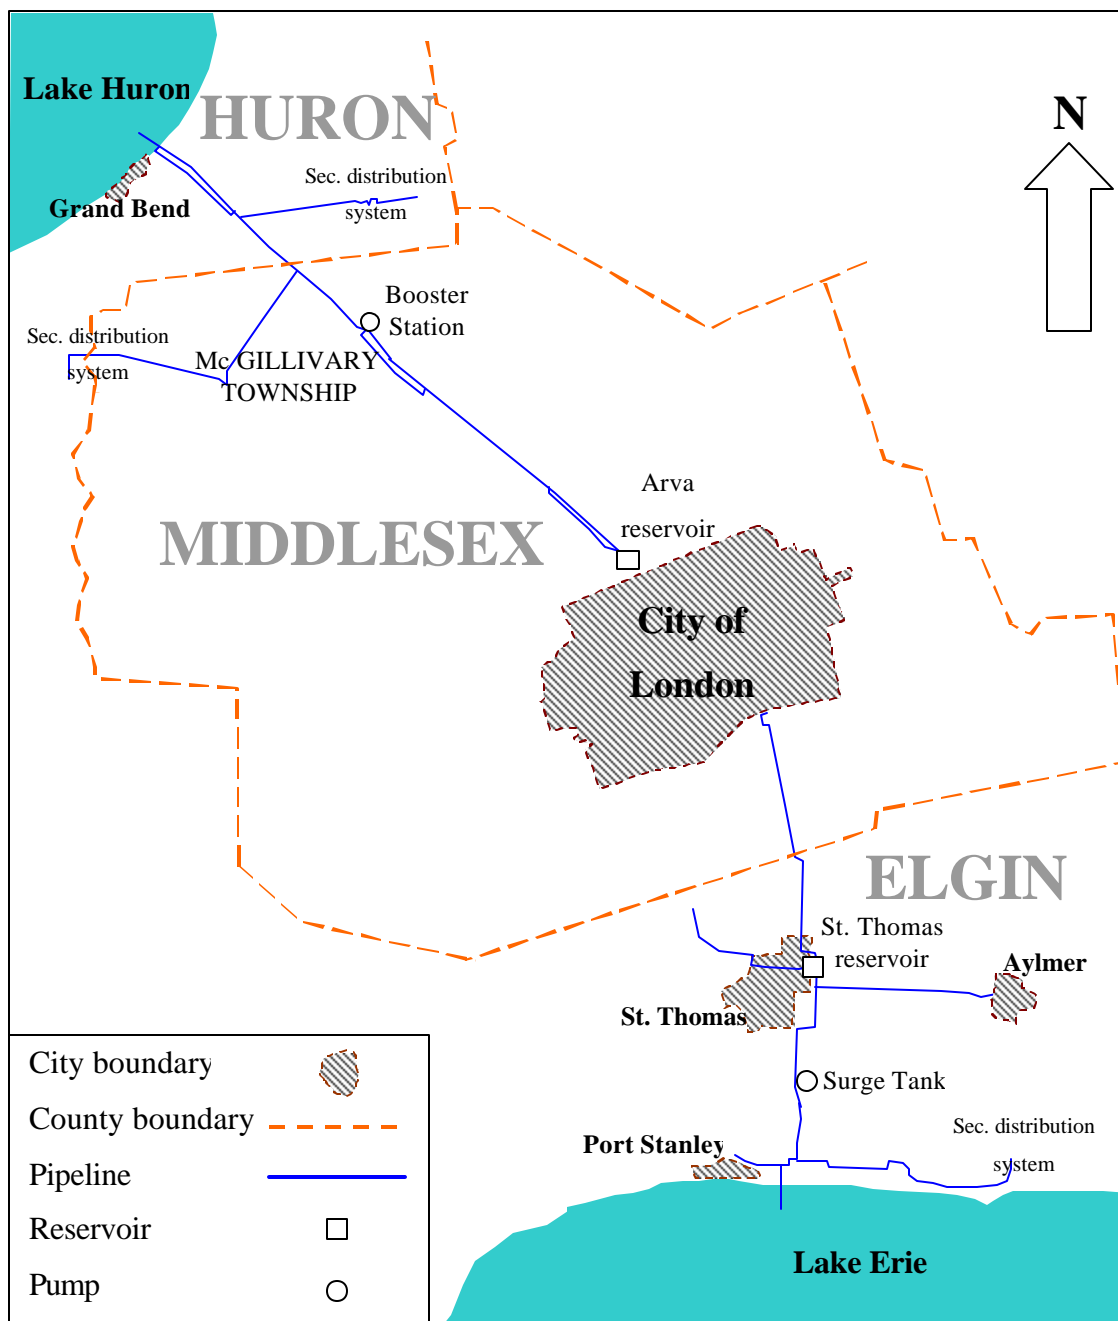 Lake Huron
HURON
N
Sec. distribution
system
Grand Bend
Booster
Station
Sec. distribution
system
Mc GILLIVARY
TOWNSHIP
Arva
reservoir
MIDDLESEX
City of
London
ELGIN
St. Thomas
reservoir
Aylmer
St. Thomas
Surge Tank
Port Stanley
Sec. distribution
system
Lake Erie
City boundary
County boundary
Pipeline
Reservoir
Pump